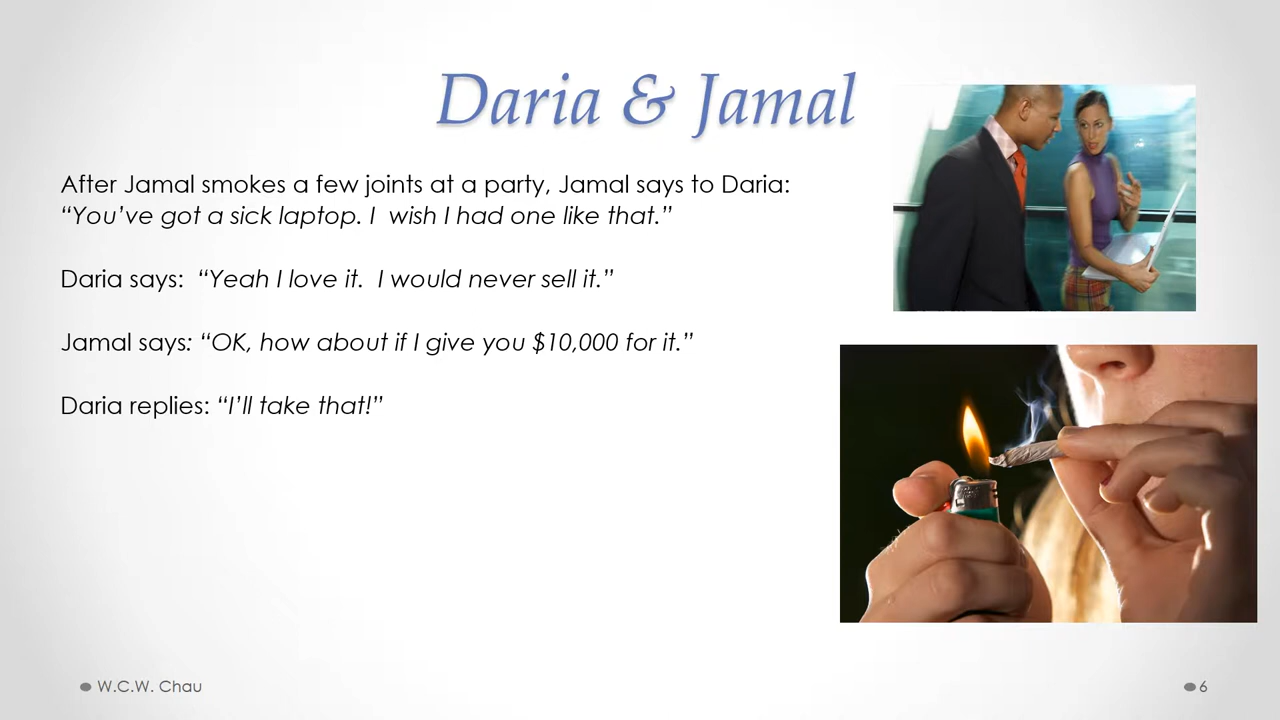 Daria & Jamal
After Jamal smokes a few joints at a party, Jamal says to Daria:
“You’ve got a sick laptop. I  wish I had one like that.”
Daria says:  “Yeah I love it.  I would never sell it.”
Jamal says: “OK, how about if I give you $10,000 for it.”
Daria replies: “I’ll take that!”
W.C.W. Chau
6